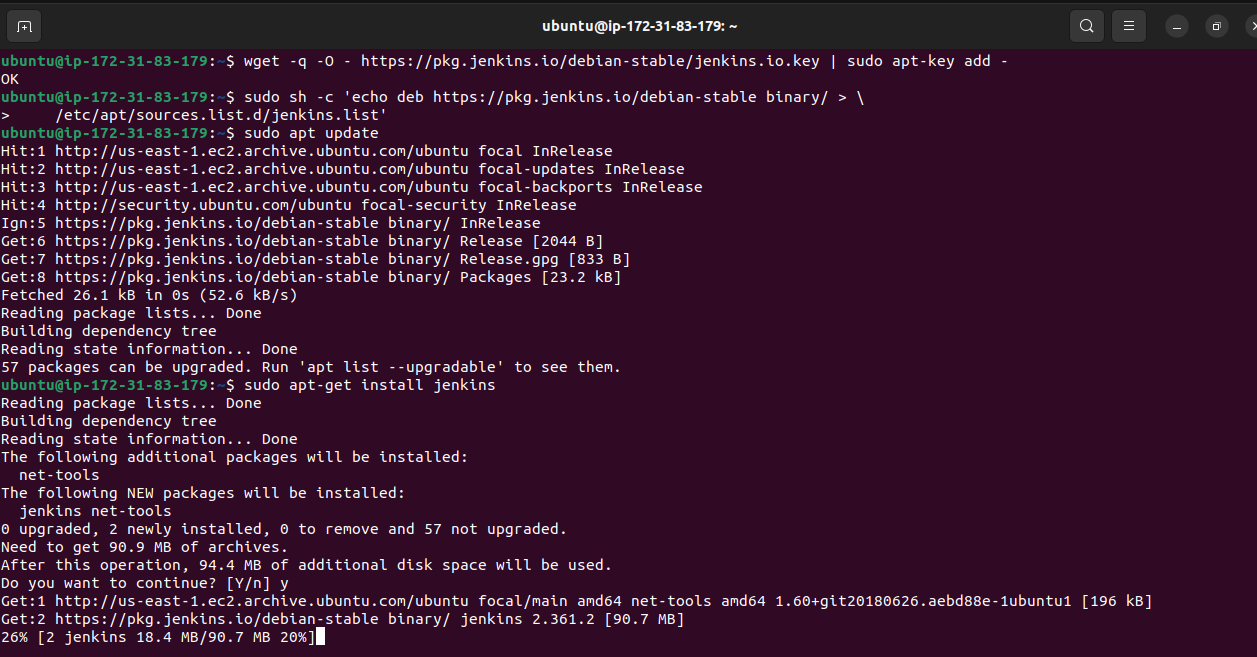 ubuntu@ip-172-31-83-179: ~
ubuntu@ip-172-31-83-179:~$ wget -q -O - https://pkg.jenkins.io/debian-stable/jenkins.io.key | sudo apt-key add -
OK
ubuntu@ip-172-31-83-179:~$ sudo sh -c 'echo deb https://pkg.jenkins.io/debian-stable binary/ > \
>     /etc/apt/sources.list.d/jenkins.list'
ubuntu@ip-172-31-83-179:~$ sudo apt update
Hit:1 http://us-east-1.ec2.archive.ubuntu.com/ubuntu focal InRelease
Hit:2 http://us-east-1.ec2.archive.ubuntu.com/ubuntu focal-updates InRelease
Hit:3 http://us-east-1.ec2.archive.ubuntu.com/ubuntu focal-backports InRelease
Hit:4 http://security.ubuntu.com/ubuntu focal-security InRelease
Ign:5 https://pkg.jenkins.io/debian-stable binary/ InRelease
Get:6 https://pkg.jenkins.io/debian-stable binary/ Release [2044 B]
Get:7 https://pkg.jenkins.io/debian-stable binary/ Release.gpg [833 B]
Get:8 https://pkg.jenkins.io/debian-stable binary/ Packages [23.2 kB]
Fetched 26.1 kB in 0s (52.6 kB/s)
Reading package lists... Done
Building dependency tree
Reading state information... Done
57 packages can be upgraded. Run 'apt list --upgradable' to see them.
ubuntu@ip-172-31-83-179:~$ sudo apt-get install jenkins
Reading package lists... Done
Building dependency tree
Reading state information... Done
The following additional packages will be installed:
  net-tools
The following NEW packages will be installed:
  jenkins net-tools
0 upgraded, 2 newly installed, 0 to remove and 57 not upgraded.
Need to get 90.9 MB of archives.
After this operation, 94.4 MB of additional disk space will be used.
Do you want to continue? [Y/n] y
Get:1 http://us-east-1.ec2.archive.ubuntu.com/ubuntu focal/main amd64 net-tools amd64 1.60+git20180626.aebd88e-1ubuntu1 [196 kB]
Get:2 https://pkg.jenkins.io/debian-stable binary/ jenkins 2.361.2 [90.7 MB]
26% [2 jenkins 18.4 MB/90.7 MB 20%]